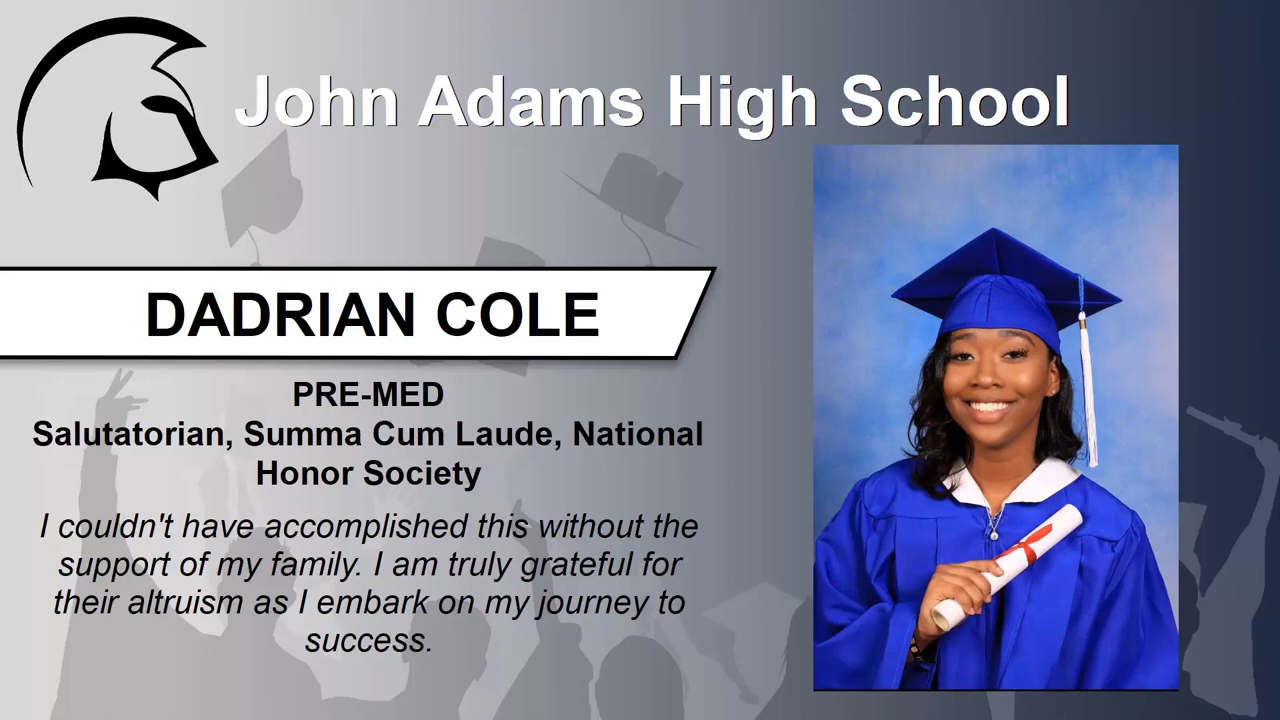 John Adams High School
DADRIAN COLE
PRE-MED
Salutatorian, Summa Cum Laude, National
Honor Society
I couldn't have accomplished this without the
support of my family. I am truly grateful for
their altruism as I embark on my journey to
success.